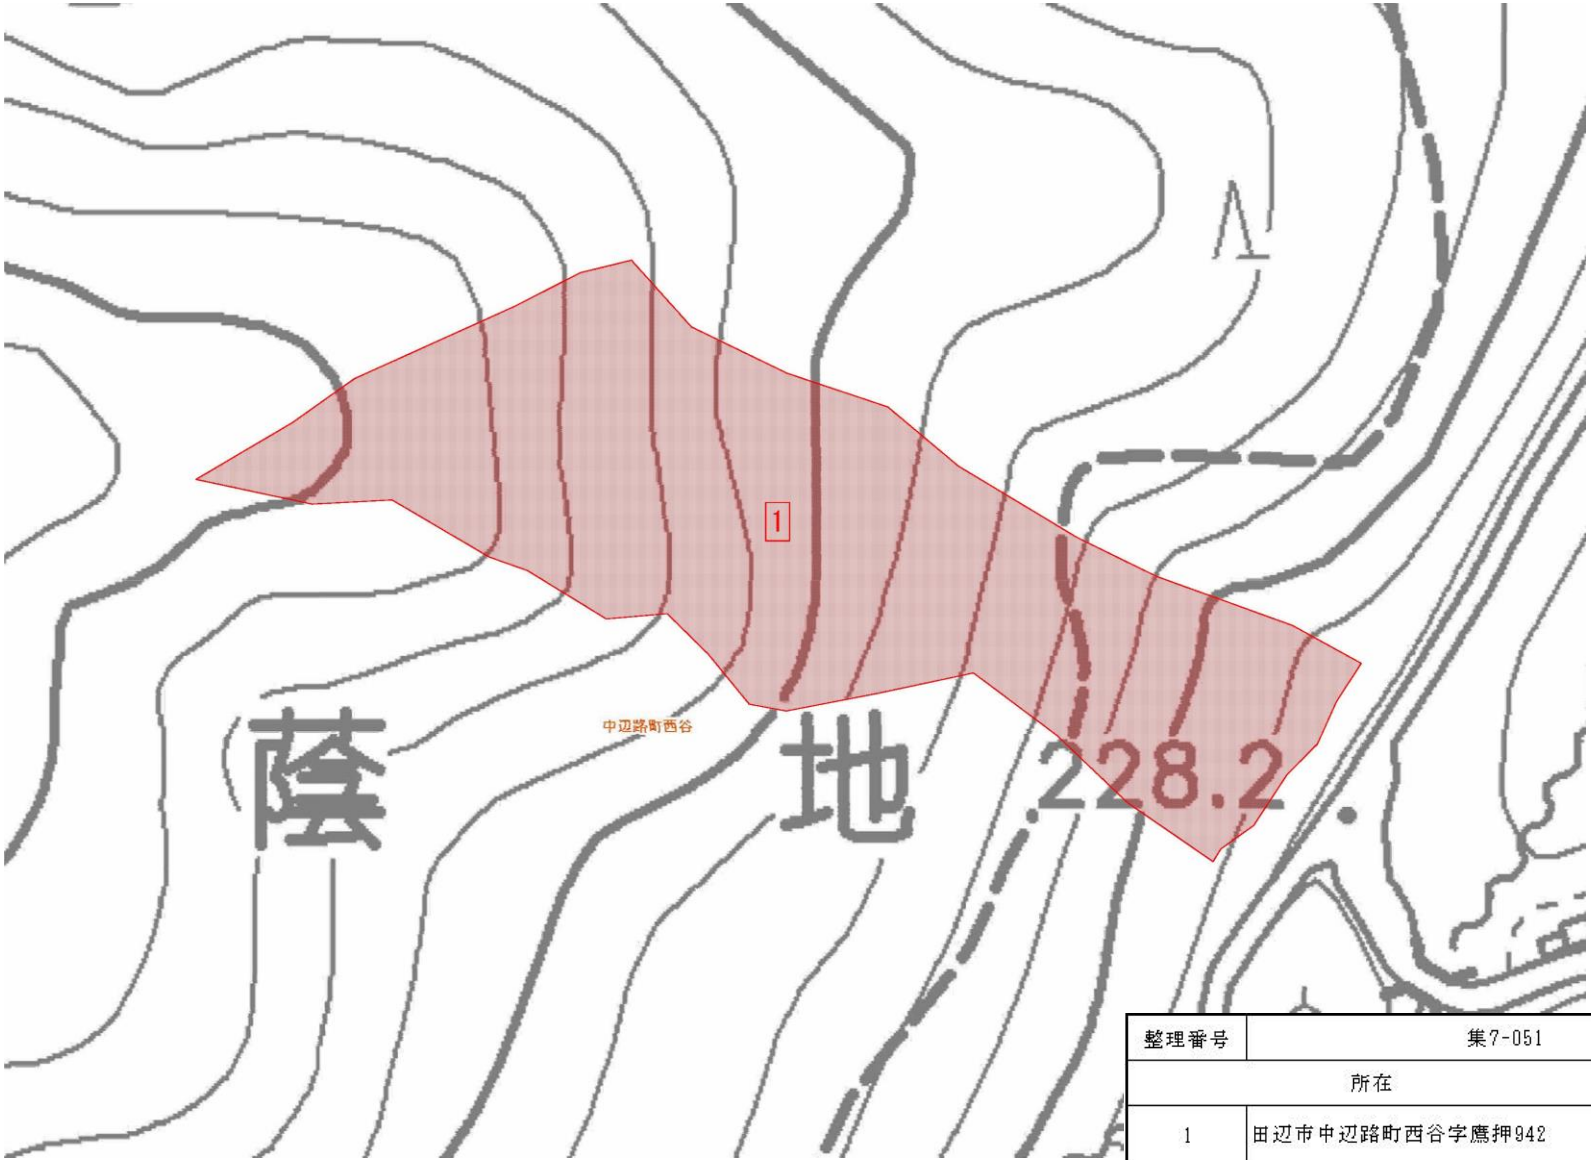 1
中辺路町西谷
蔭 地
.228.2
整理番号 集7-051
所在
1 田辺市中辺路町西谷字鷹押942